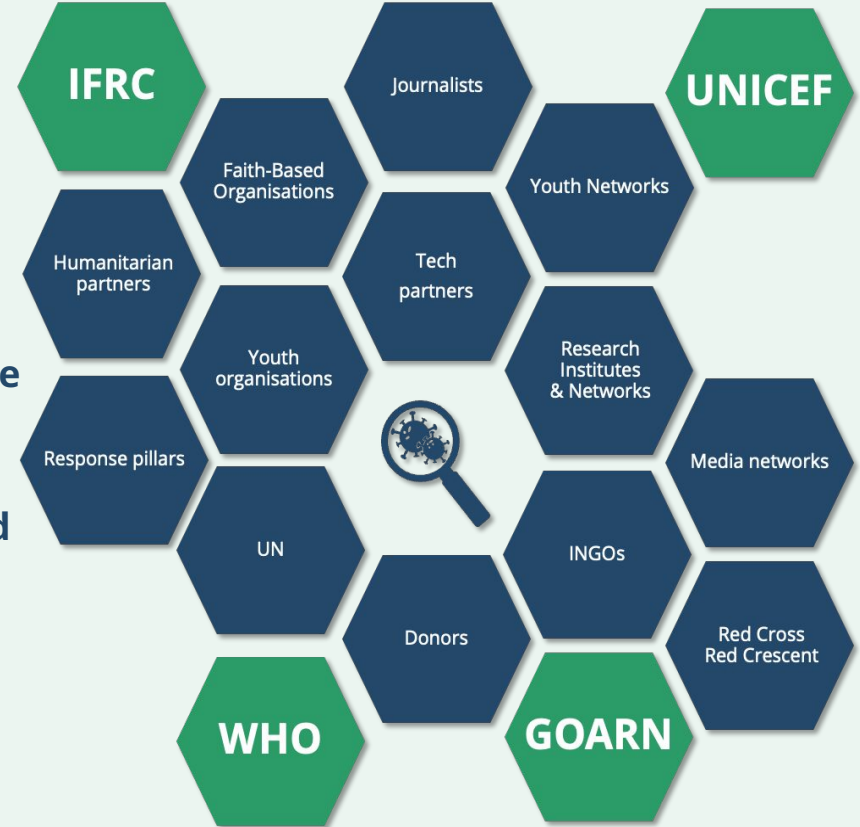 IFRC
Journalists
UNICEF
Faith-Based
Organisations
Youth Networks
Humanitarian
partners
Tech
partners
Youth
organisations
Research
Institutes
& Networks
Response pillars
Media networks
UN
INGOs
Donors
Red Cross
Red Crescent
WHO
GOARN